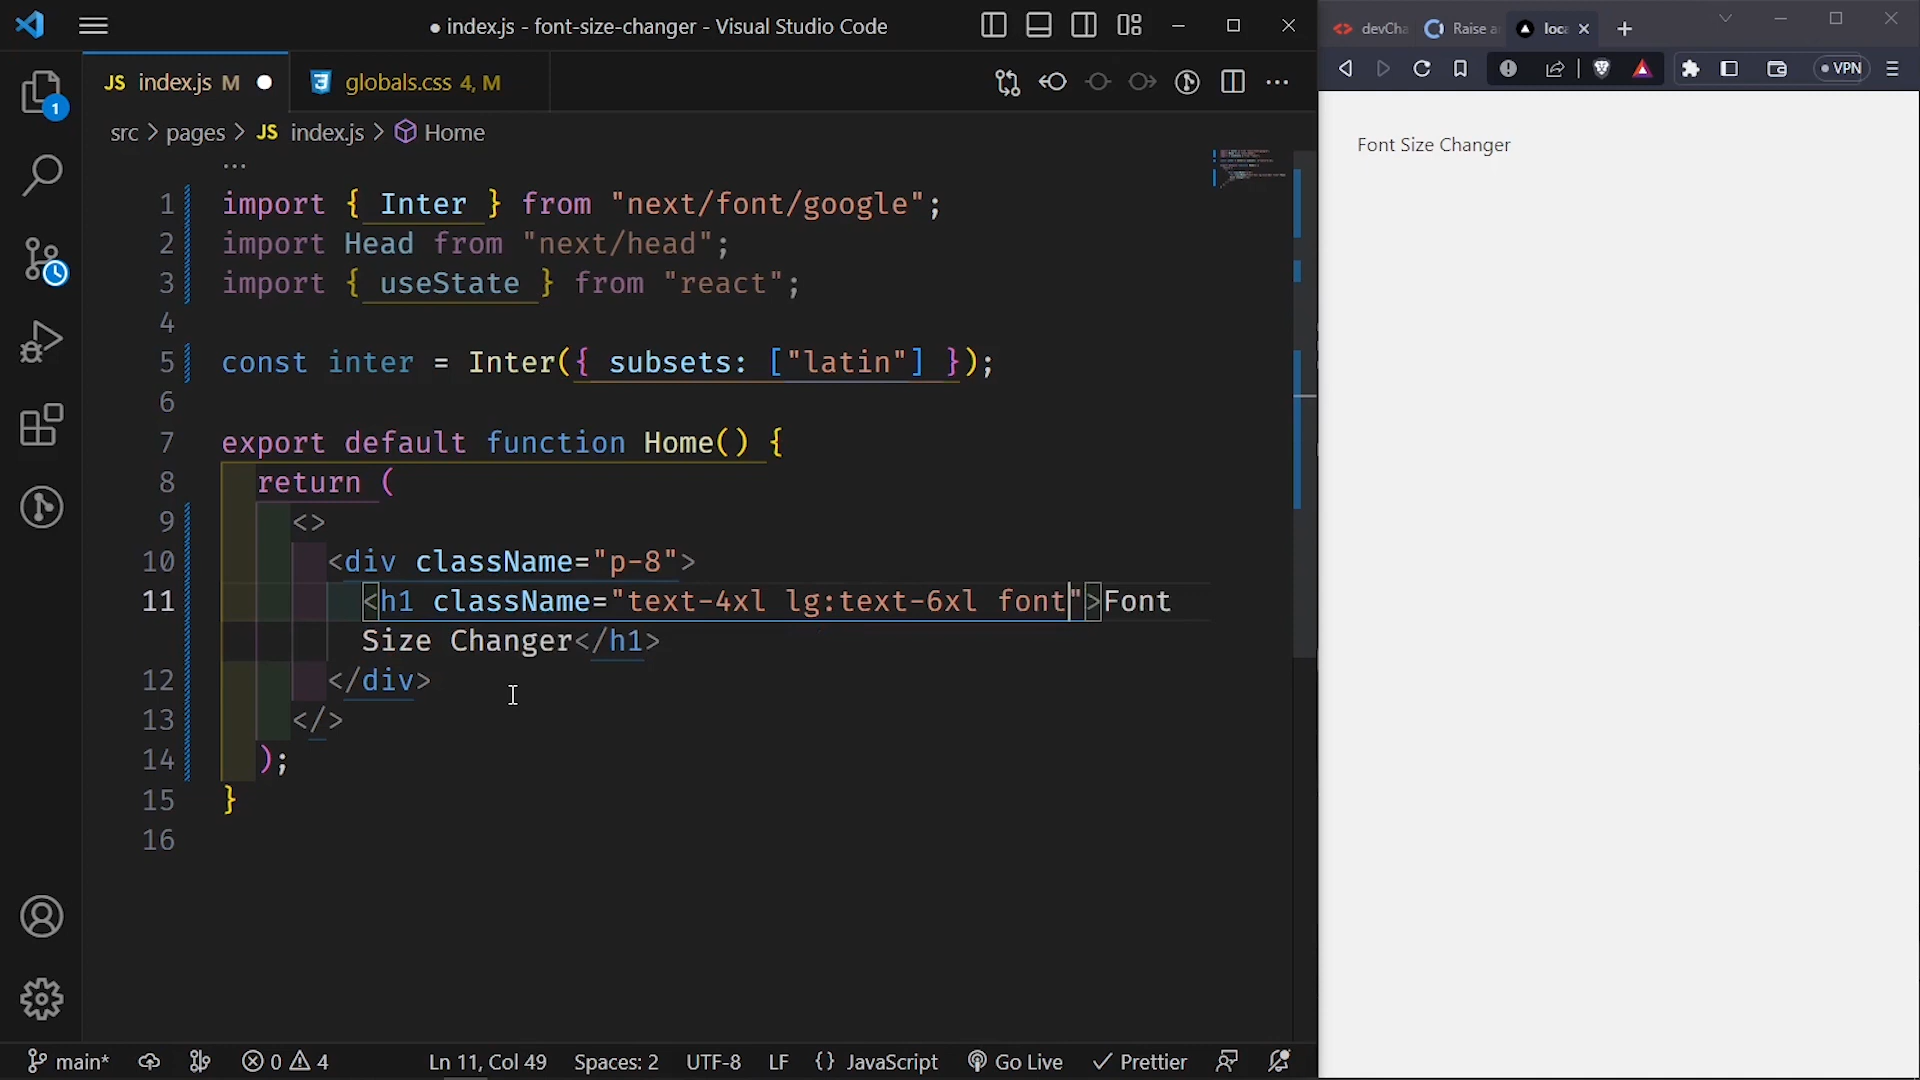 index.js - font-size-changer - Visual Studio Code
JS index.js M
globals.css 4, M
src > pages > JS index.js > Home
...
1 import { Inter } from "next/font/google";
2 import Head from "next/head";
3 import { useState } from "react";
4
5 const inter = Inter({ subsets: ["latin"] });
6
7 export default function Home() {
8 return (
9 <>
10 <div className="p-8">
11 <h1 className="text-4xl lg:text-6xl font">Font
Size Changer</h1>
12 </div>
13 </>
14 );
15 }
16
1
main*
0
4
Ln 11, Col 49
Spaces: 2
UTF-8
LF
{} JavaScript
Go Live
Prettier
devCha
Raise a
loca
VPN
Font Size Changer